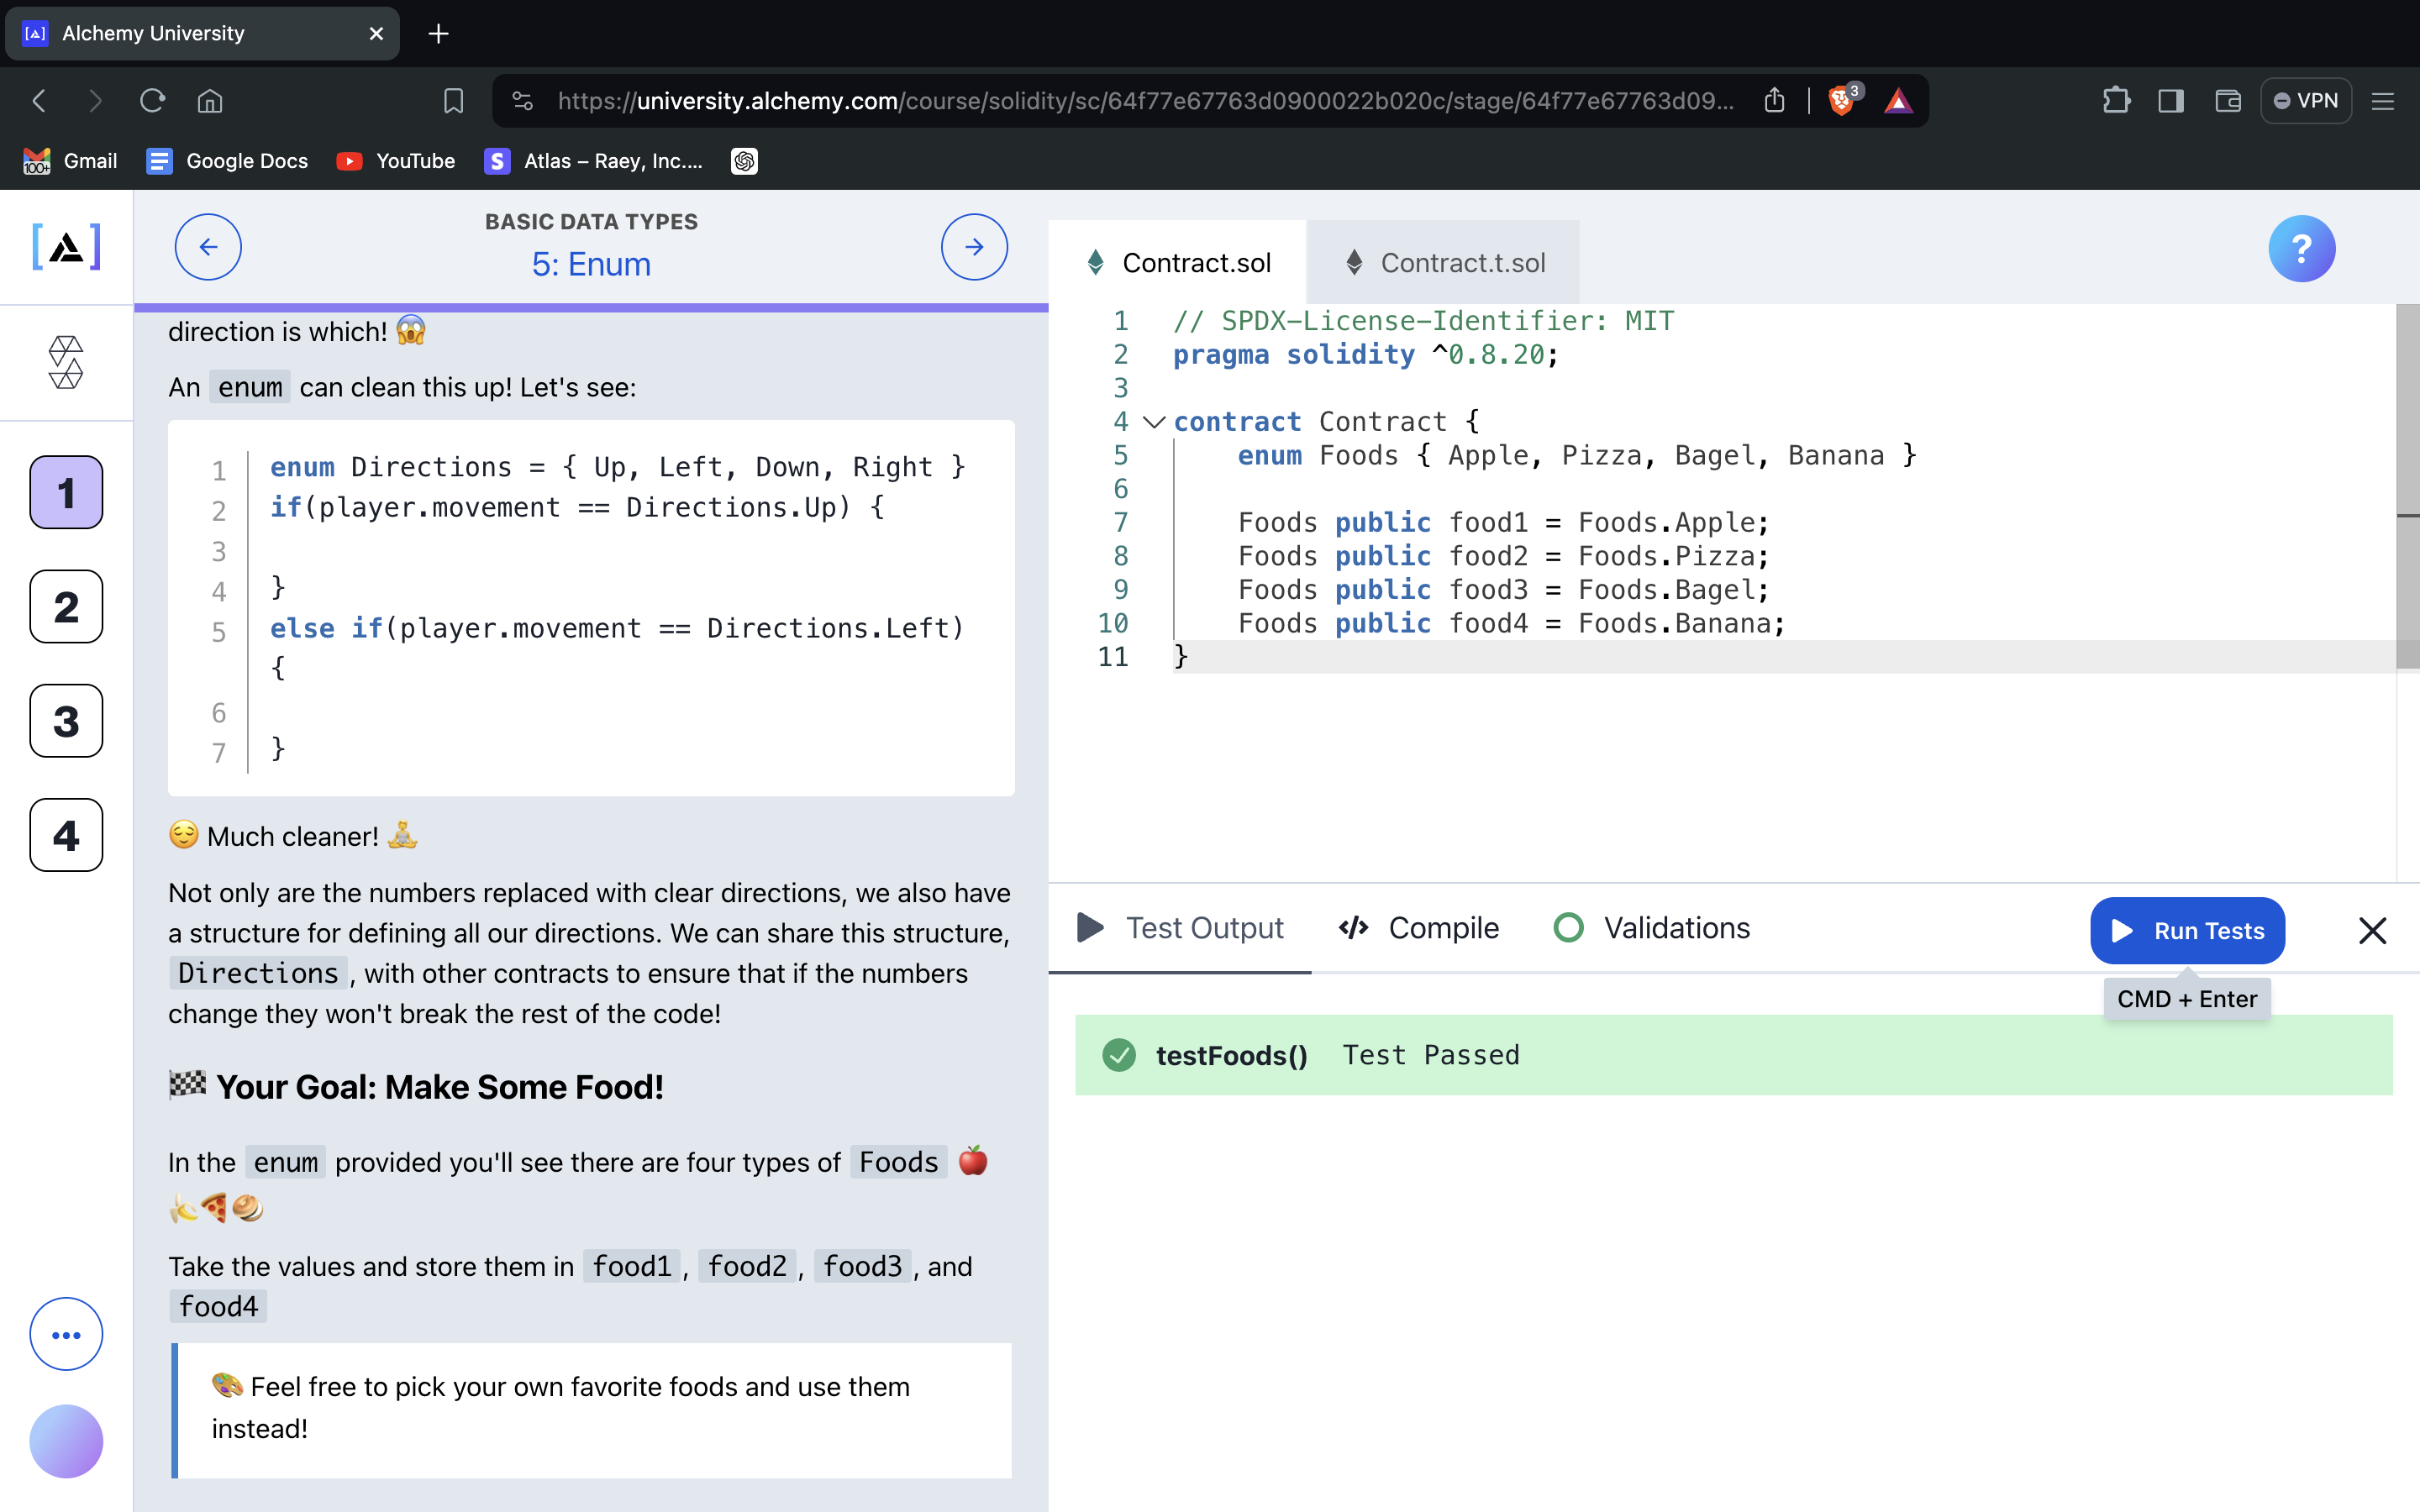 Alchemy University
https://university.alchemy.com/course/solidity/sc/64f77e67763d0900022b020c/stage/64f77e67763d09...
3
VPN
100+
Gmail
Google Docs
YouTube
Atlas – Raey, Inc....
BASIC DATA TYPES
5: Enum
1
2
3
4
direction is which! 😱
An enum can clean this up! Let's see:
1 enum Directions = { Up, Left, Down, Right }
2 if(player.movement == Directions.Up) {
3
4 }
5 else if(player.movement == Directions.Left)
{
6
7 }
😌 Much cleaner! 🧘
Not only are the numbers replaced with clear directions, we also have
a structure for defining all our directions. We can share this structure,
Directions, with other contracts to ensure that if the numbers
change they won't break the rest of the code!
🏁 Your Goal: Make Some Food!
In the enum provided you'll see there are four types of Foods 🍎
🍌🍕🥯
Take the values and store them in food1, food2, food3, and
food4
🎨 Feel free to pick your own favorite foods and use them
instead!
Contract.sol
Contract.t.sol
?
1 // SPDX-License-Identifier: MIT
2 pragma solidity ^0.8.20;
3
4 contract Contract {
5 enum Foods { Apple, Pizza, Bagel, Banana }
6
7 Foods public food1 = Foods.Apple;
8 Foods public food2 = Foods.Pizza;
9 Foods public food3 = Foods.Bagel;
10 Foods public food4 = Foods.Banana;
11 }
Test Output
Compile
Validations
Run Tests
CMD + Enter
testFoods() Test Passed